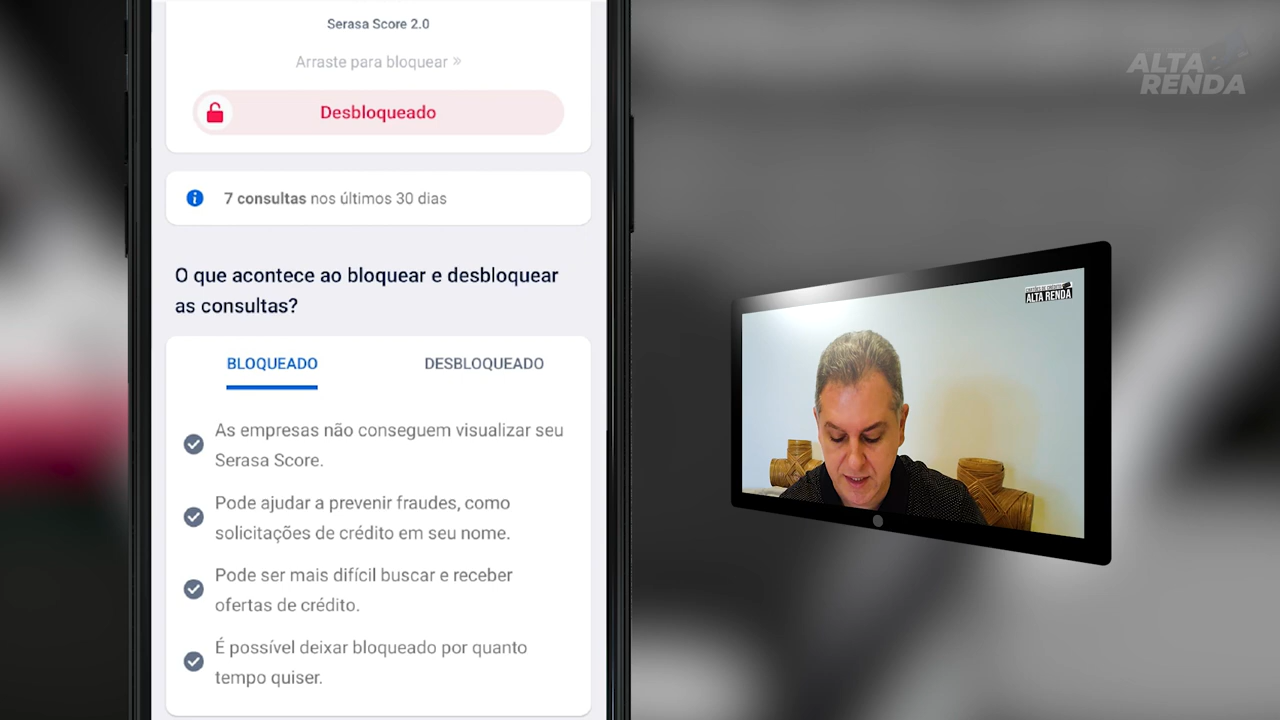 Serasa Score 2.0
Arraste para bloquear »
Desbloqueado
7 consultas nos últimos 30 dias
O que acontece ao bloquear e desbloquear
as consultas?
BLOQUEADO
DESBLOQUEADO
As empresas não conseguem visualizar seu
Serasa Score.
Pode ajudar a prevenir fraudes, como
solicitações de crédito em seu nome.
Pode ser mais difícil buscar e receber
ofertas de crédito.
É possível deixar bloqueado por quanto
tempo quiser.
ALTA
RENDA
ALTA RENDA